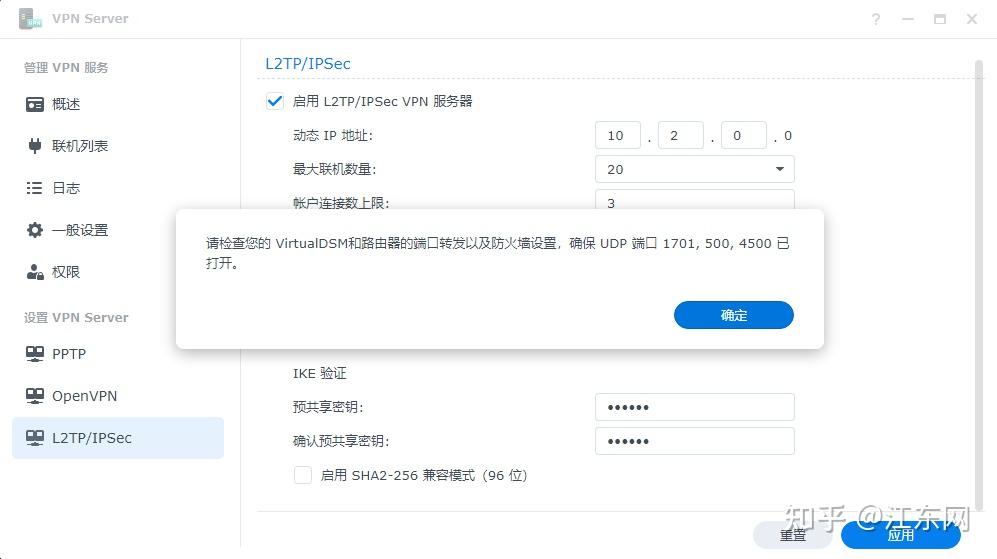 VPN Server
管理 VPN 服务
概述
联机列表
日志
一般设置
权限
设置 VPN Server
PPTP
OpenVPN
L2TP/IPSec
L2TP/IPSec
启用 L2TP/IPSec VPN 服务器
动态 IP 地址: 10 . 2 . 0 . 0
最大联机数量: 20
帐户连接数上限: 3
请检查您的 VirtualDSM和路由器的端口转发以及防火墙设置，确保 UDP 端口 1701, 500, 4500 已
打开。
确定
IKE 验证
预共享密钥: ••••••
确认预共享密钥: ••••••
启用 SHA2-256 兼容模式（96 位）
重置 应用
知乎 @江东网